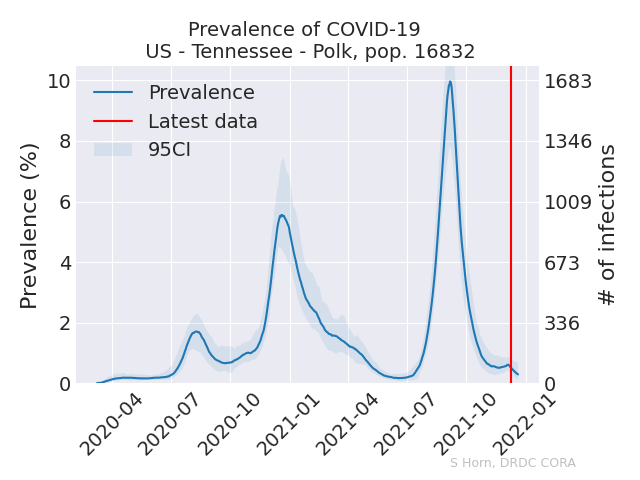 Prevalence of COVID-19
US - Tennessee - Polk, pop. 16832
Prevalence
Latest data
95CI
Prevalence (%)
10
8
6
4
2
0
1683
1346
1009
673
336
0
# of infections
2020-04
2020-07
2020-10
2021-01
2021-04
2021-07
2021-10
2022-01
S Horn, DRDC CORA